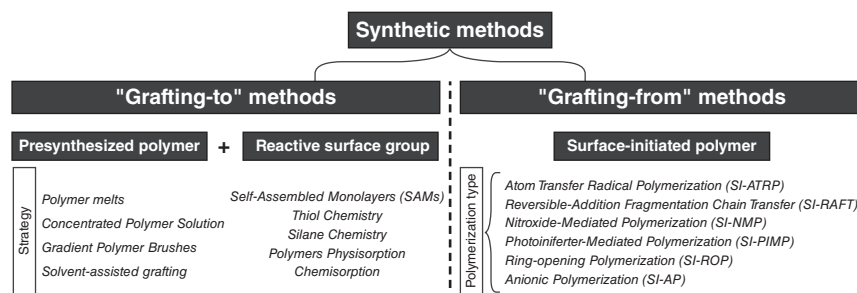 Synthetic methods
"Grafting-to" methods
Presynthesized polymer + Reactive surface group
Strategy
Polymer melts
Concentrated Polymer Solution
Gradient Polymer Brushes
Solvent-assisted grafting
Self-Assembled Monolayers (SAMs)
Thiol Chemistry
Silane Chemistry
Polymers Physisorption
Chemisorption
"Grafting-from" methods
Surface-initiated polymer
Polymerization type
Atom Transfer Radical Polymerization (SI-ATRP)
Reversible-Addition Fragmentation Chain Transfer (SI-RAFT)
Nitroxide-Mediated Polymerization (SI-NMP)
Photoiniferter-Mediated Polymerization (SI-PIMP)
Ring-opening Polymerization (SI-ROP)
Anionic Polymerization (SI-AP)